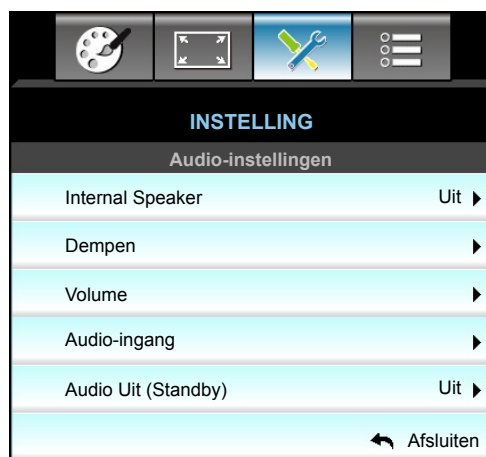 INSTELLING
Audio-instellingen
Internal Speaker Uit
Dempen
Volume
Audio-ingang
Audio Uit (Standby) Uit
Afsluiten